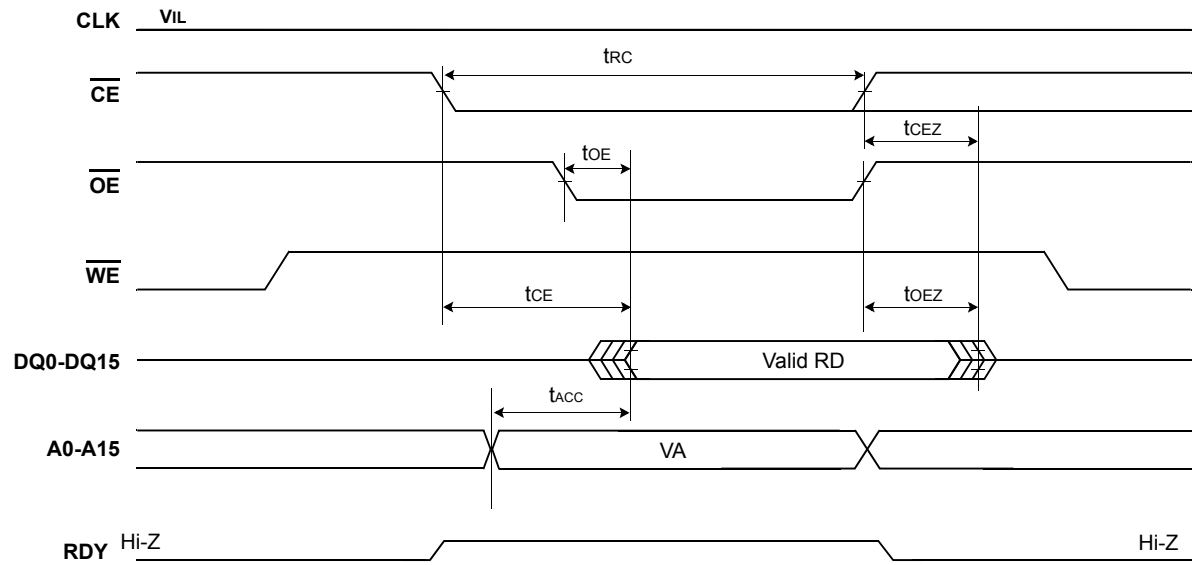 CLK VIL
tRC
CE
tCEZ
tOE
OE
WE
tCE tOEZ
DQ0-DQ15 Valid RD
tACC
A0-A15 VA
RDY Hi-Z Hi-Z